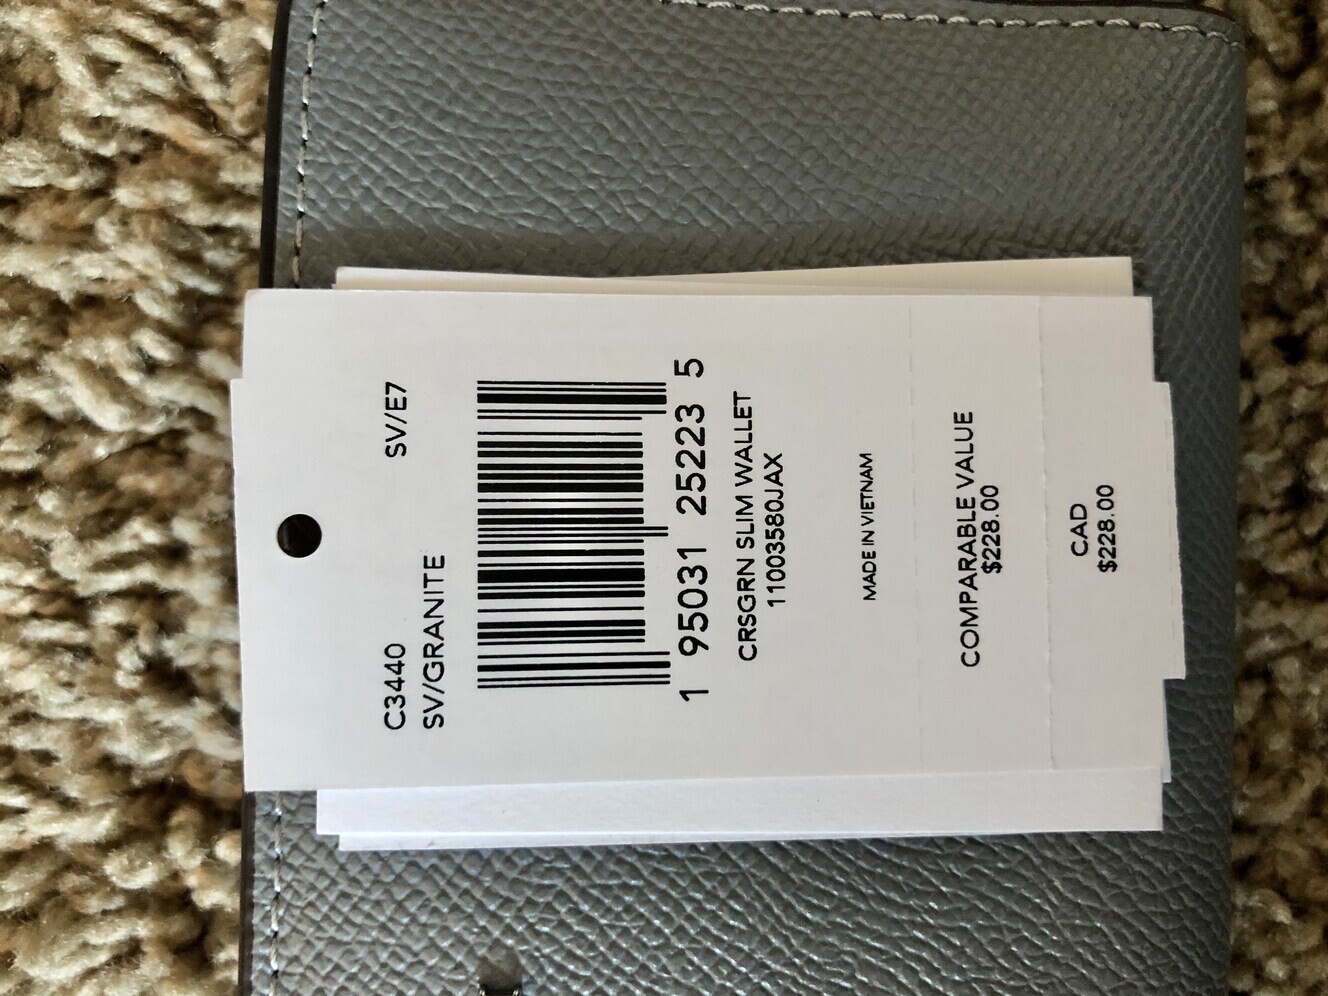 C3440 SV/E7
SV/GRANITE
1 95031 25223 5
CRSGRN SLIM WALLET
11003580JAX
MADE IN VIETNAM
COMPARABLE VALUE
$228.00
CAD
$228.00